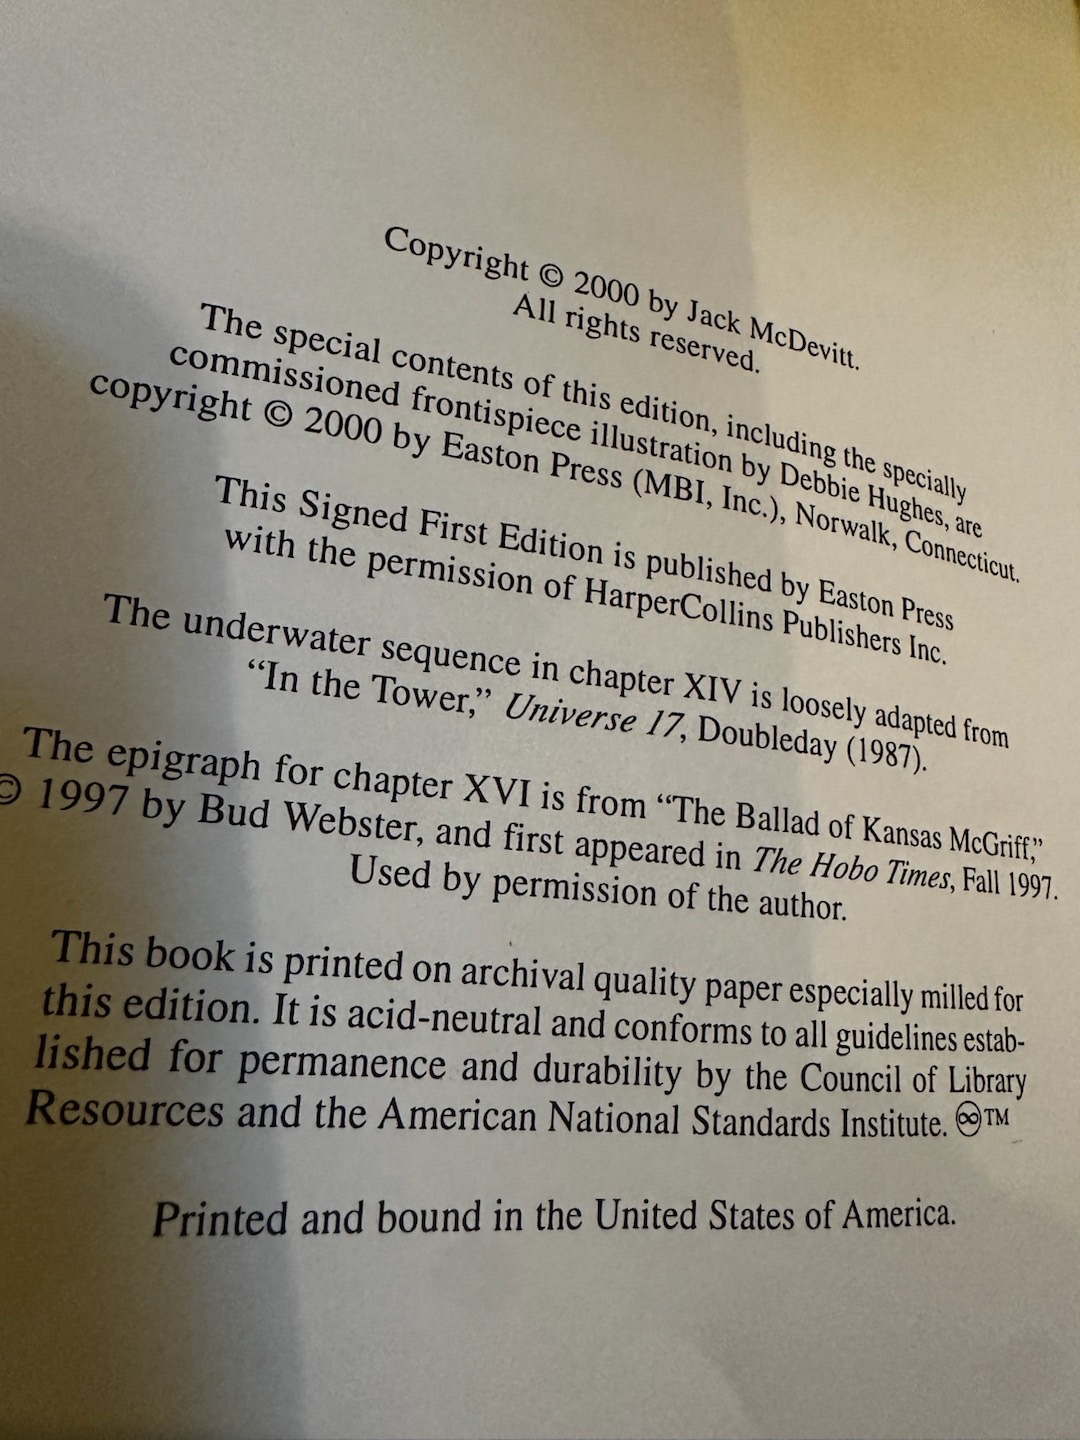 Copyright © 2000 by Jack McDevitt.
All rights reserved.
The special contents of this edition, including the specially
commissioned frontispiece illustration by Debbie Hughes, are
copyright © 2000 by Easton Press (MBI, Inc.), Norwalk, Connecticut.
This Signed First Edition is published by Easton Press
with the permission of HarperCollins Publishers Inc.
The underwater sequence in chapter XIV is loosely adapted from
“In the Tower,” Universe 17, Doubleday (1987).
The epigraph for chapter XVI is from “The Ballad of Kansas McGriff,”
© 1997 by Bud Webster, and first appeared in The Hobo Times, Fall 1997.
Used by permission of the author.
This book is printed on archival quality paper especially milled for
this edition. It is acid-neutral and conforms to all guidelines estab-
lished for permanence and durability by the Council of Library
Resources and the American National Standards Institute. ♾™
Printed and bound in the United States of America.